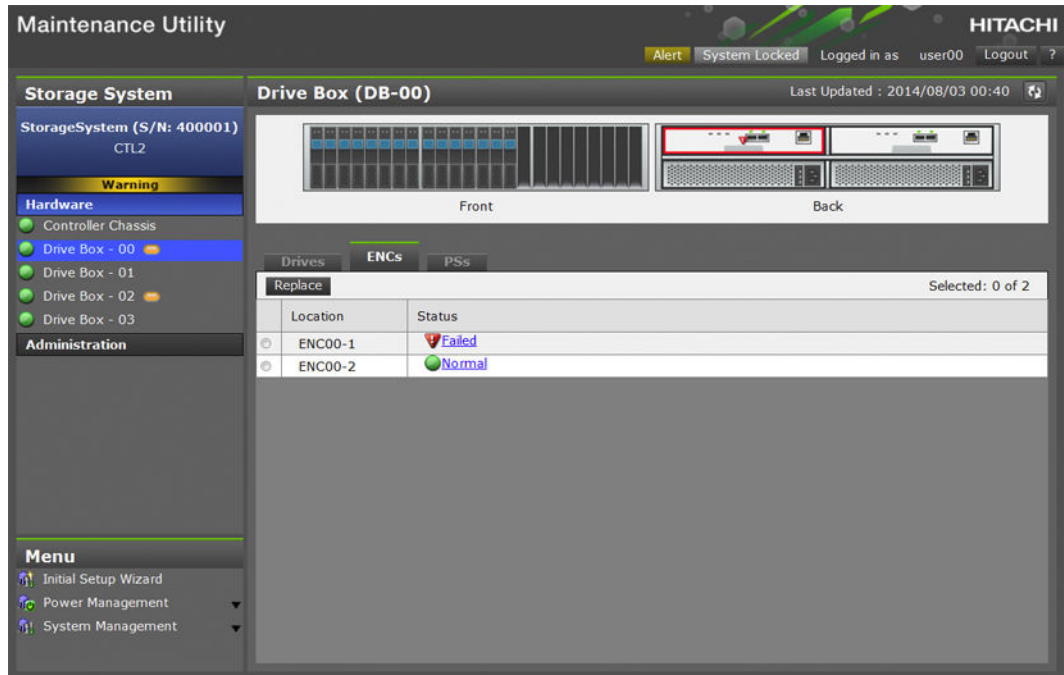 Maintenance Utility
HITACHI
Alert System Locked Logged in as user00 Logout ?
Storage System
StorageSystem (S/N: 400001)
CTL2
Warning
Hardware
Controller Chassis
Drive Box - 00
Drive Box - 01
Drive Box - 02
Drive Box - 03
Administration
Menu
Initial Setup Wizard
Power Management
System Management
Drive Box (DB-00) Last Updated : 2014/08/03 00:40
Front Back
Drives ENCs PSs
Replace Selected: 0 of 2
Location Status
ENC00-1 Failed
ENC00-2 Normal